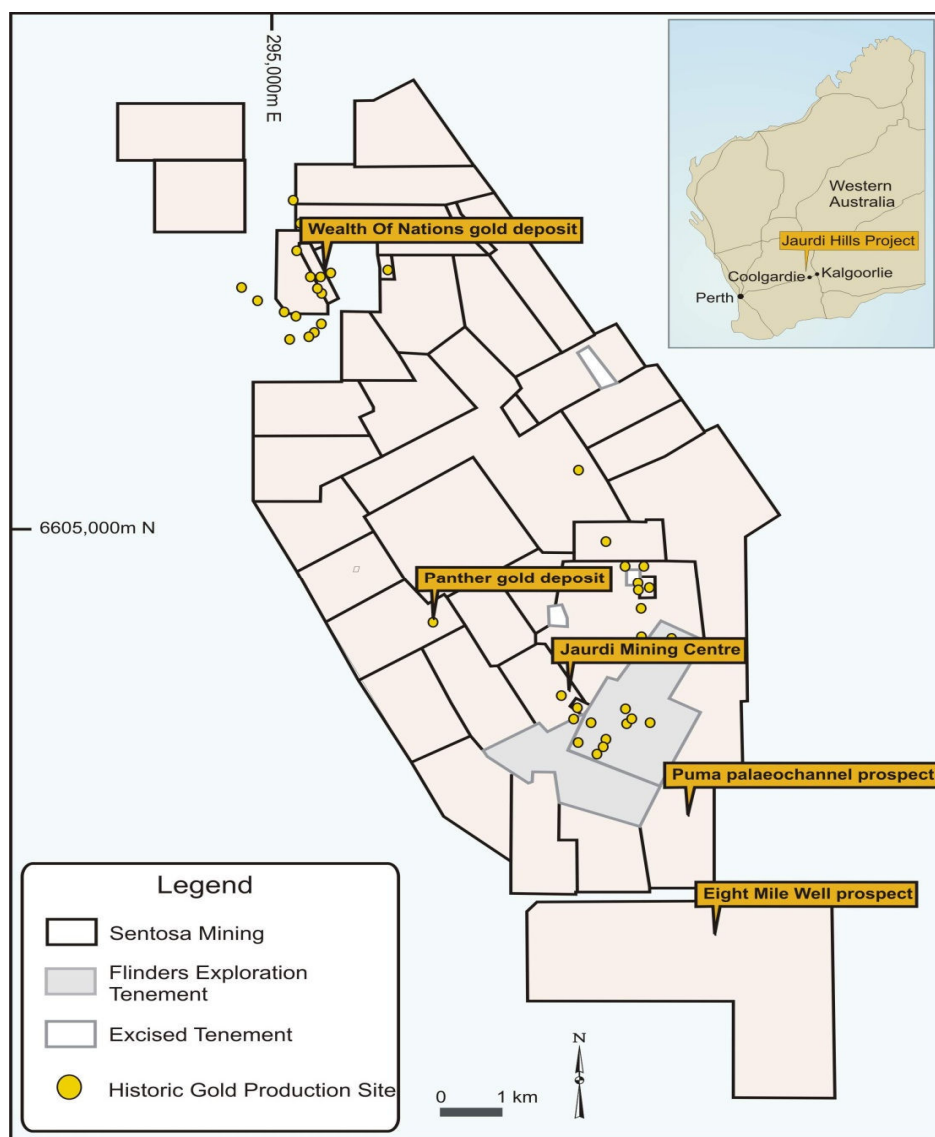 295,000m E
Western
Australia
Jaurdi Hills Project
Coolgardie
Kalgoorlie
Perth
Wealth Of Nations gold deposit
6605,000m N
Panther gold deposit
Jaurdi Mining Centre
Puma palaeochannel prospect
Eight Mile Well prospect
Legend
Sentosa Mining
Flinders Exploration
Tenement
Excised Tenement
Historic Gold Production Site
N
0 1 km